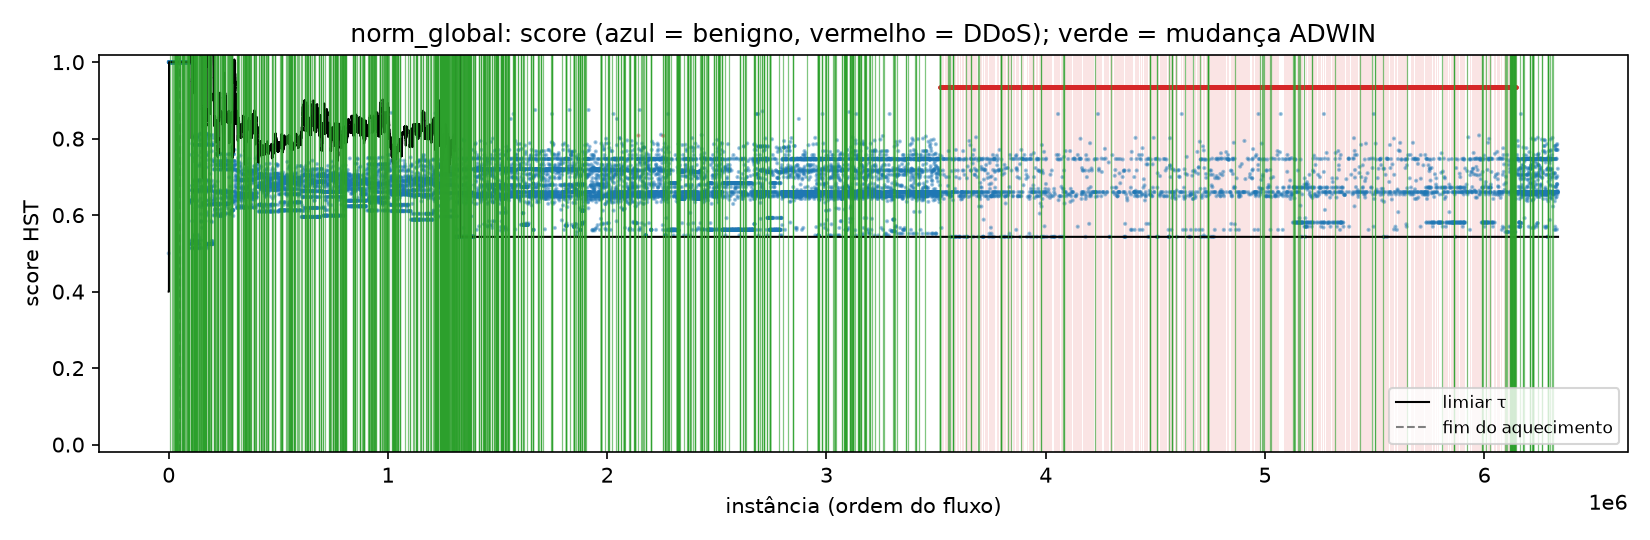 norm_global: score (azul = benigno, vermelho = DDoS); verde = mudança ADWIN
score HST
1.0
0.8
0.6
0.4
0.2
0.0
limiar τ
fim do aquecimento
0 1 2 3 4 5 6
1e6
instância (ordem do fluxo)